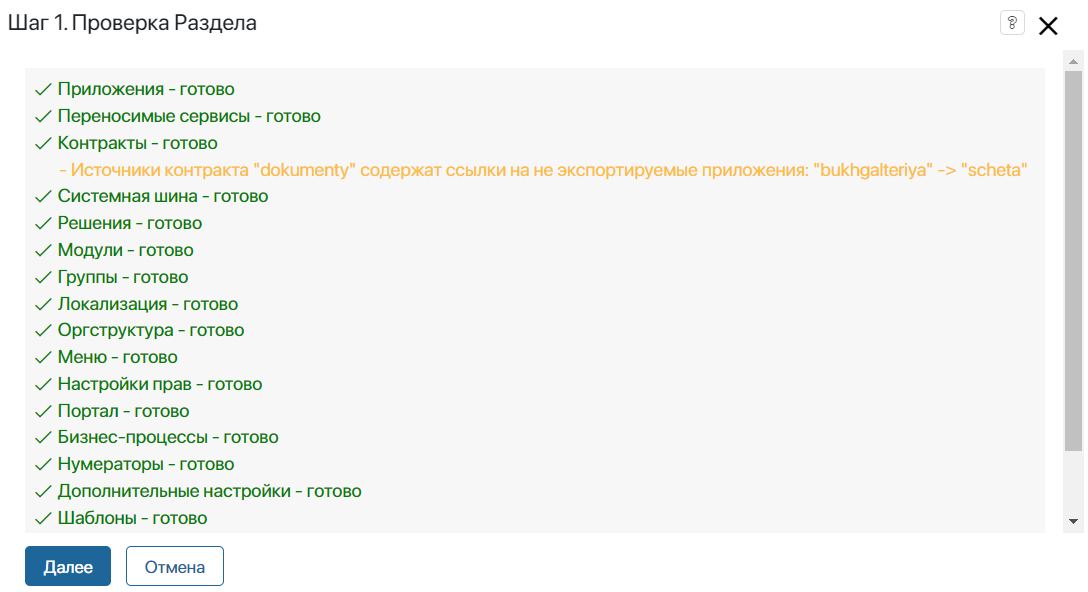 Шаг 1. Проверка Раздела
?
Приложения - готово
Переносимые сервисы - готово
Контракты - готово
- Источники контракта "dokumenty" содержат ссылки на не экспортируемые приложения: "bukhgalteriya" -> "scheta"
Системная шина - готово
Решения - готово
Модули - готово
Группы - готово
Локализация - готово
Оргструктура - готово
Меню - готово
Настройки прав - готово
Портал - готово
Бизнес-процессы - готово
Нумераторы - готово
Дополнительные настройки - готово
Шаблоны - готово
Далее
Отмена